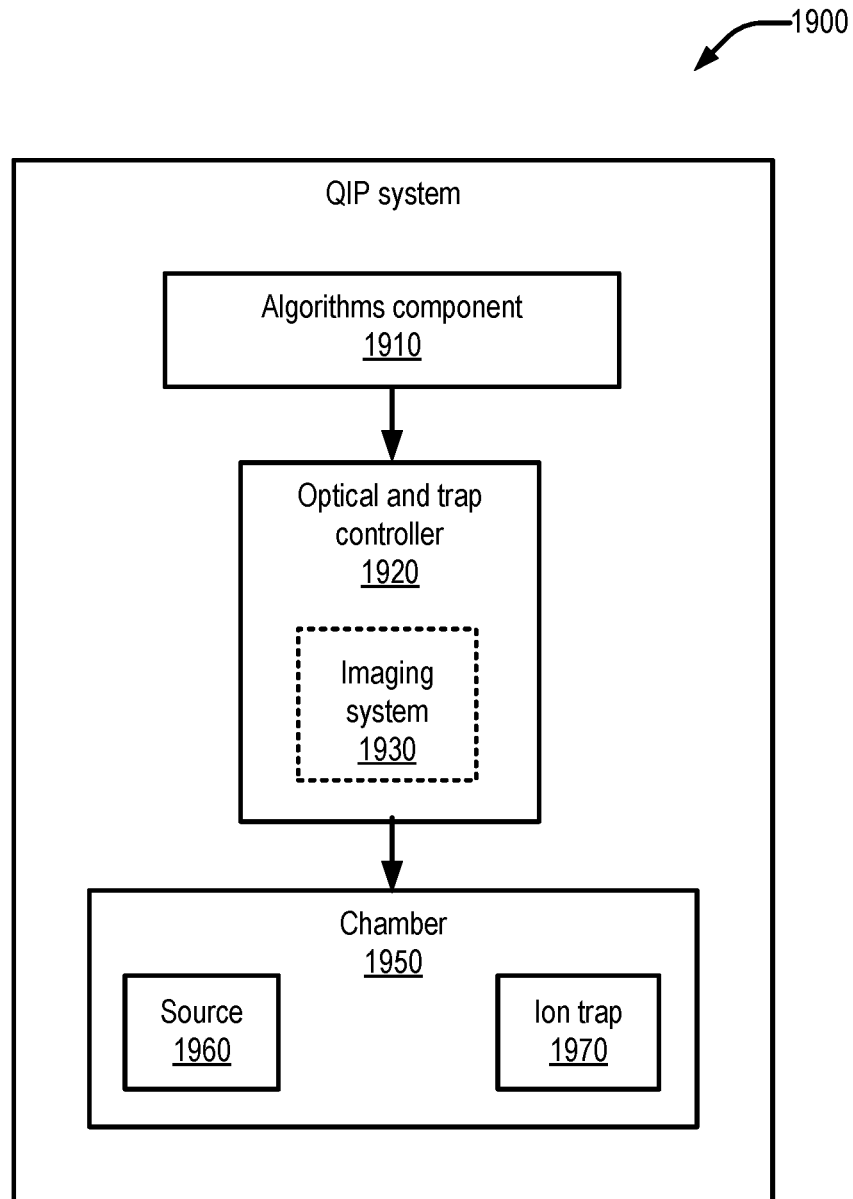 1900
QIP system
Algorithms component
1910
Optical and trap
controller
1920
Imaging
system
1930
Chamber
1950
Source
1960
Ion trap
1970